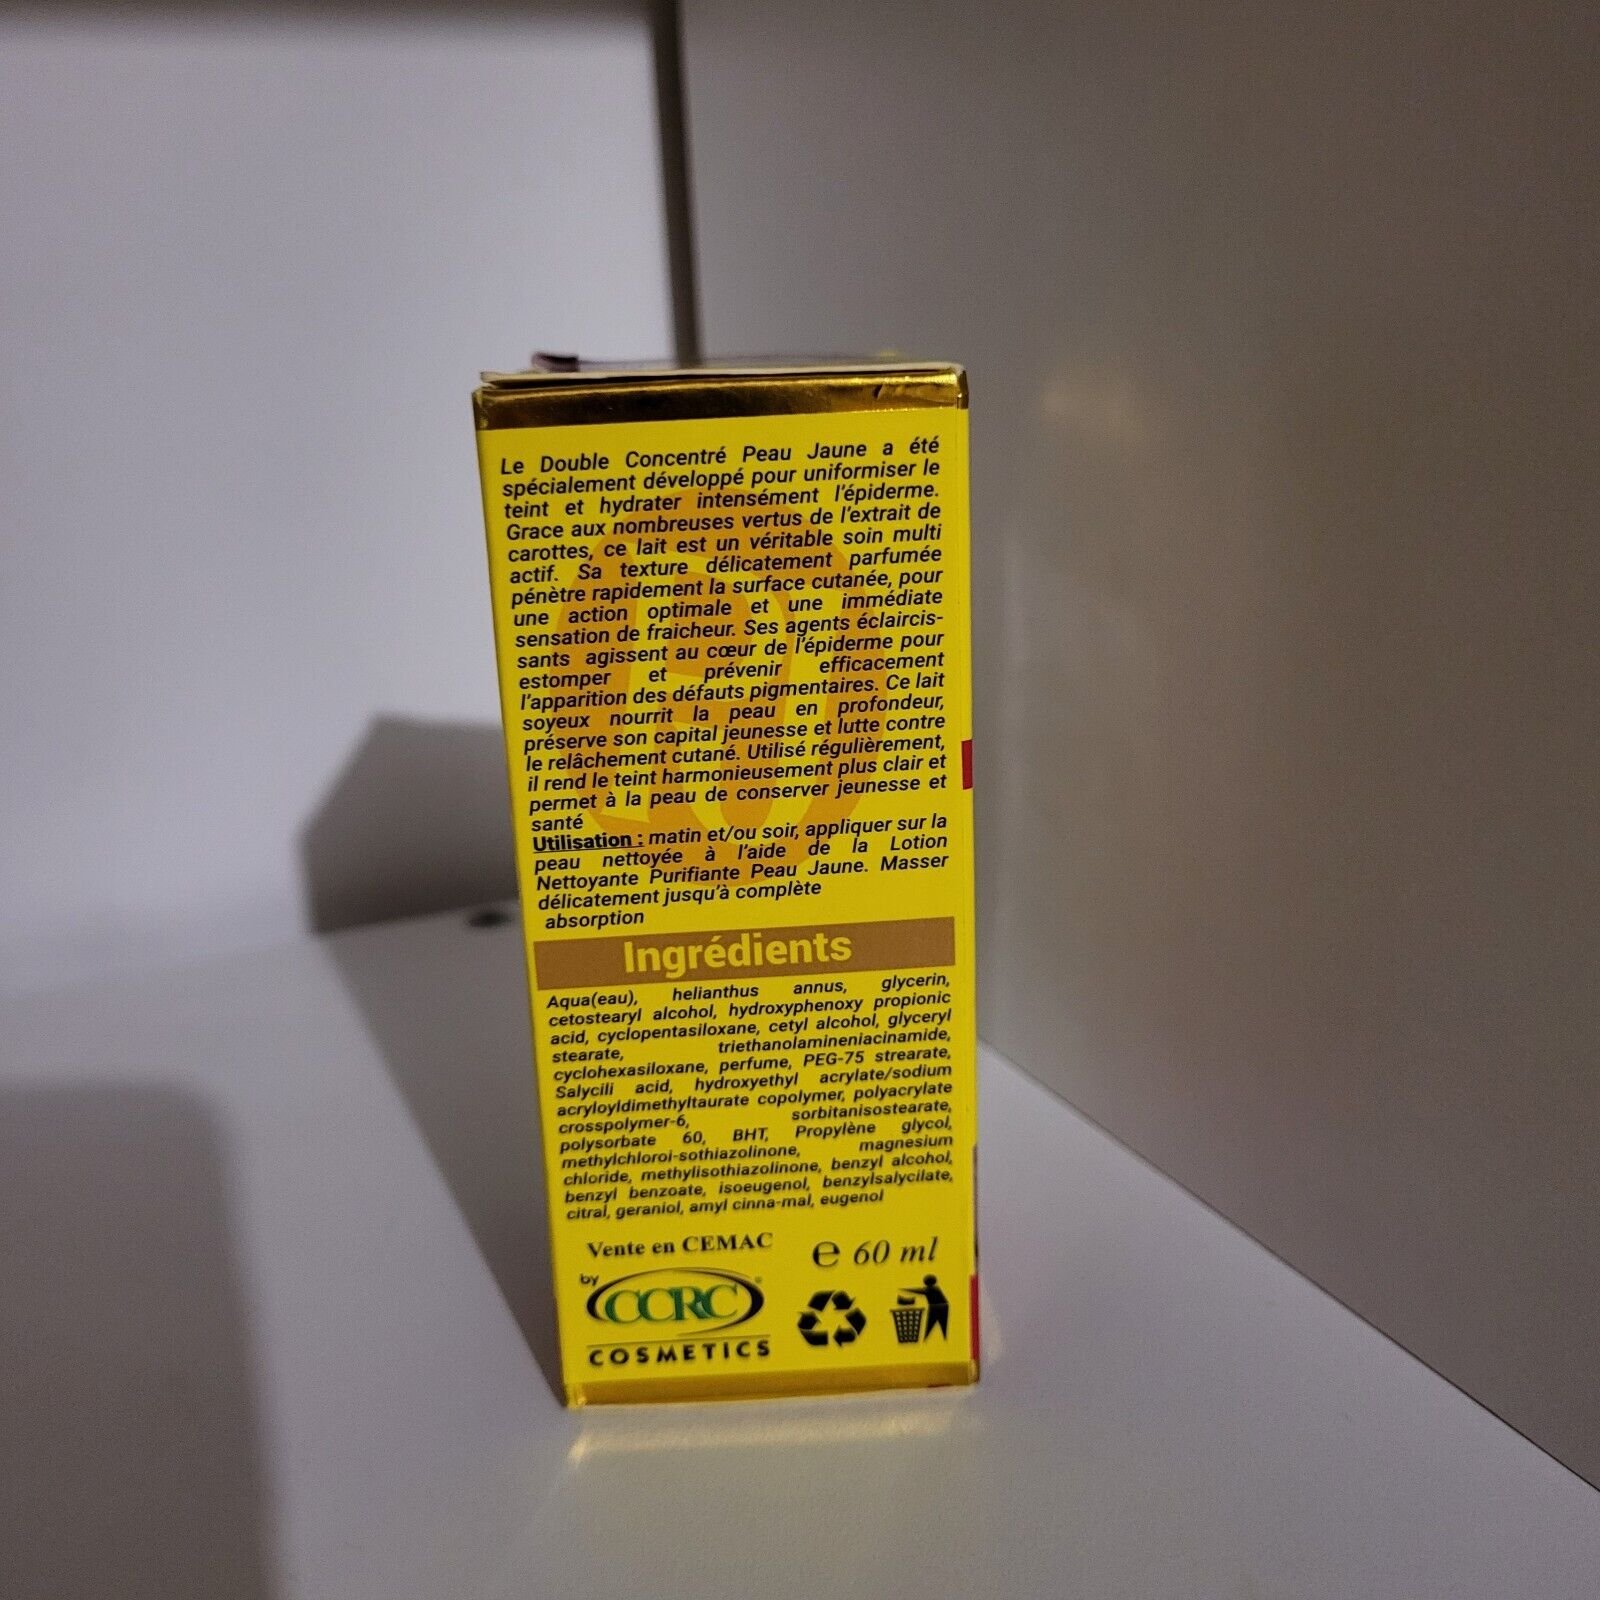 Le Double Concentré Peau Jaune a été
spécialement développé pour uniformiser le
teint et hydrater intensément l'épiderme.
Grace aux nombreuses vertus de l'extrait de
carottes, ce lait est un véritable soin multi
actif. Sa texture délicatement parfumée
pénètre rapidement la surface cutanée, pour
une action optimale et une immédiate
sensation de fraicheur. Ses agents éclaircis-
sants agissent au cœur de l'épiderme pour
estomper et prévenir efficacement
l'apparition des défauts pigmentaires. Ce lait
soyeux nourrit la peau en profondeur,
préserve son capital jeunesse et lutte contre
le relâchement cutané. Utilisé régulièrement,
il rend le teint harmonieusement plus clair et
permet à la peau de conserver jeunesse et
santé
Utilisation : matin et/ou soir, appliquer sur la
peau nettoyée à l'aide de la Lotion
Nettoyante Purifiante Peau Jaune. Masser
délicatement jusqu'à complète
absorption
Ingrédients
Aqua(eau), helianthus annus, glycerin,
cetostearyl alcohol, hydroxyphenoxy propionic
acid, cyclopentasiloxane, cetyl alcohol, glyceryl
stearate, triethanolamineniacinamide,
cyclohexasiloxane, perfume, PEG-75 strearate,
Salycili acid, hydroxyethyl acrylate/sodium
acryloyldimethyltaurate copolymer, polyacrylate
crosspolymer-6, sorbitanisostearate,
polysorbate 60, BHT, Propylène glycol,
methylchloroi-sothiazolinone, magnesium
chloride, methylisothiazolinone, benzyl alcohol,
benzyl benzoate, isoeugenol, benzylsalycilate,
citral, geraniol, amyl cinna-mal, eugenol
Vente en CEMAC
℮ 60 ml
by
CCRC
COSMETICS